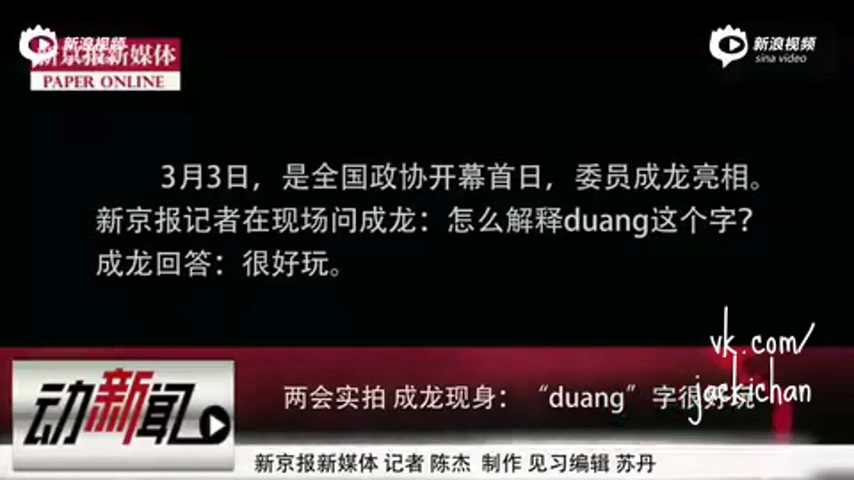 新浪视频
新京报新媒体
PAPER ONLINE
新浪视频
sina video
3月3日，是全国政协开幕首日，委员成龙亮相。
新京报记者在现场问成龙：怎么解释duang这个字？
成龙回答：很好玩。
vk.com/
jackichan
动新闻
两会实拍 成龙现身：“duang”字很好玩
新京报新媒体 记者 陈杰 制作 见习编辑 苏丹